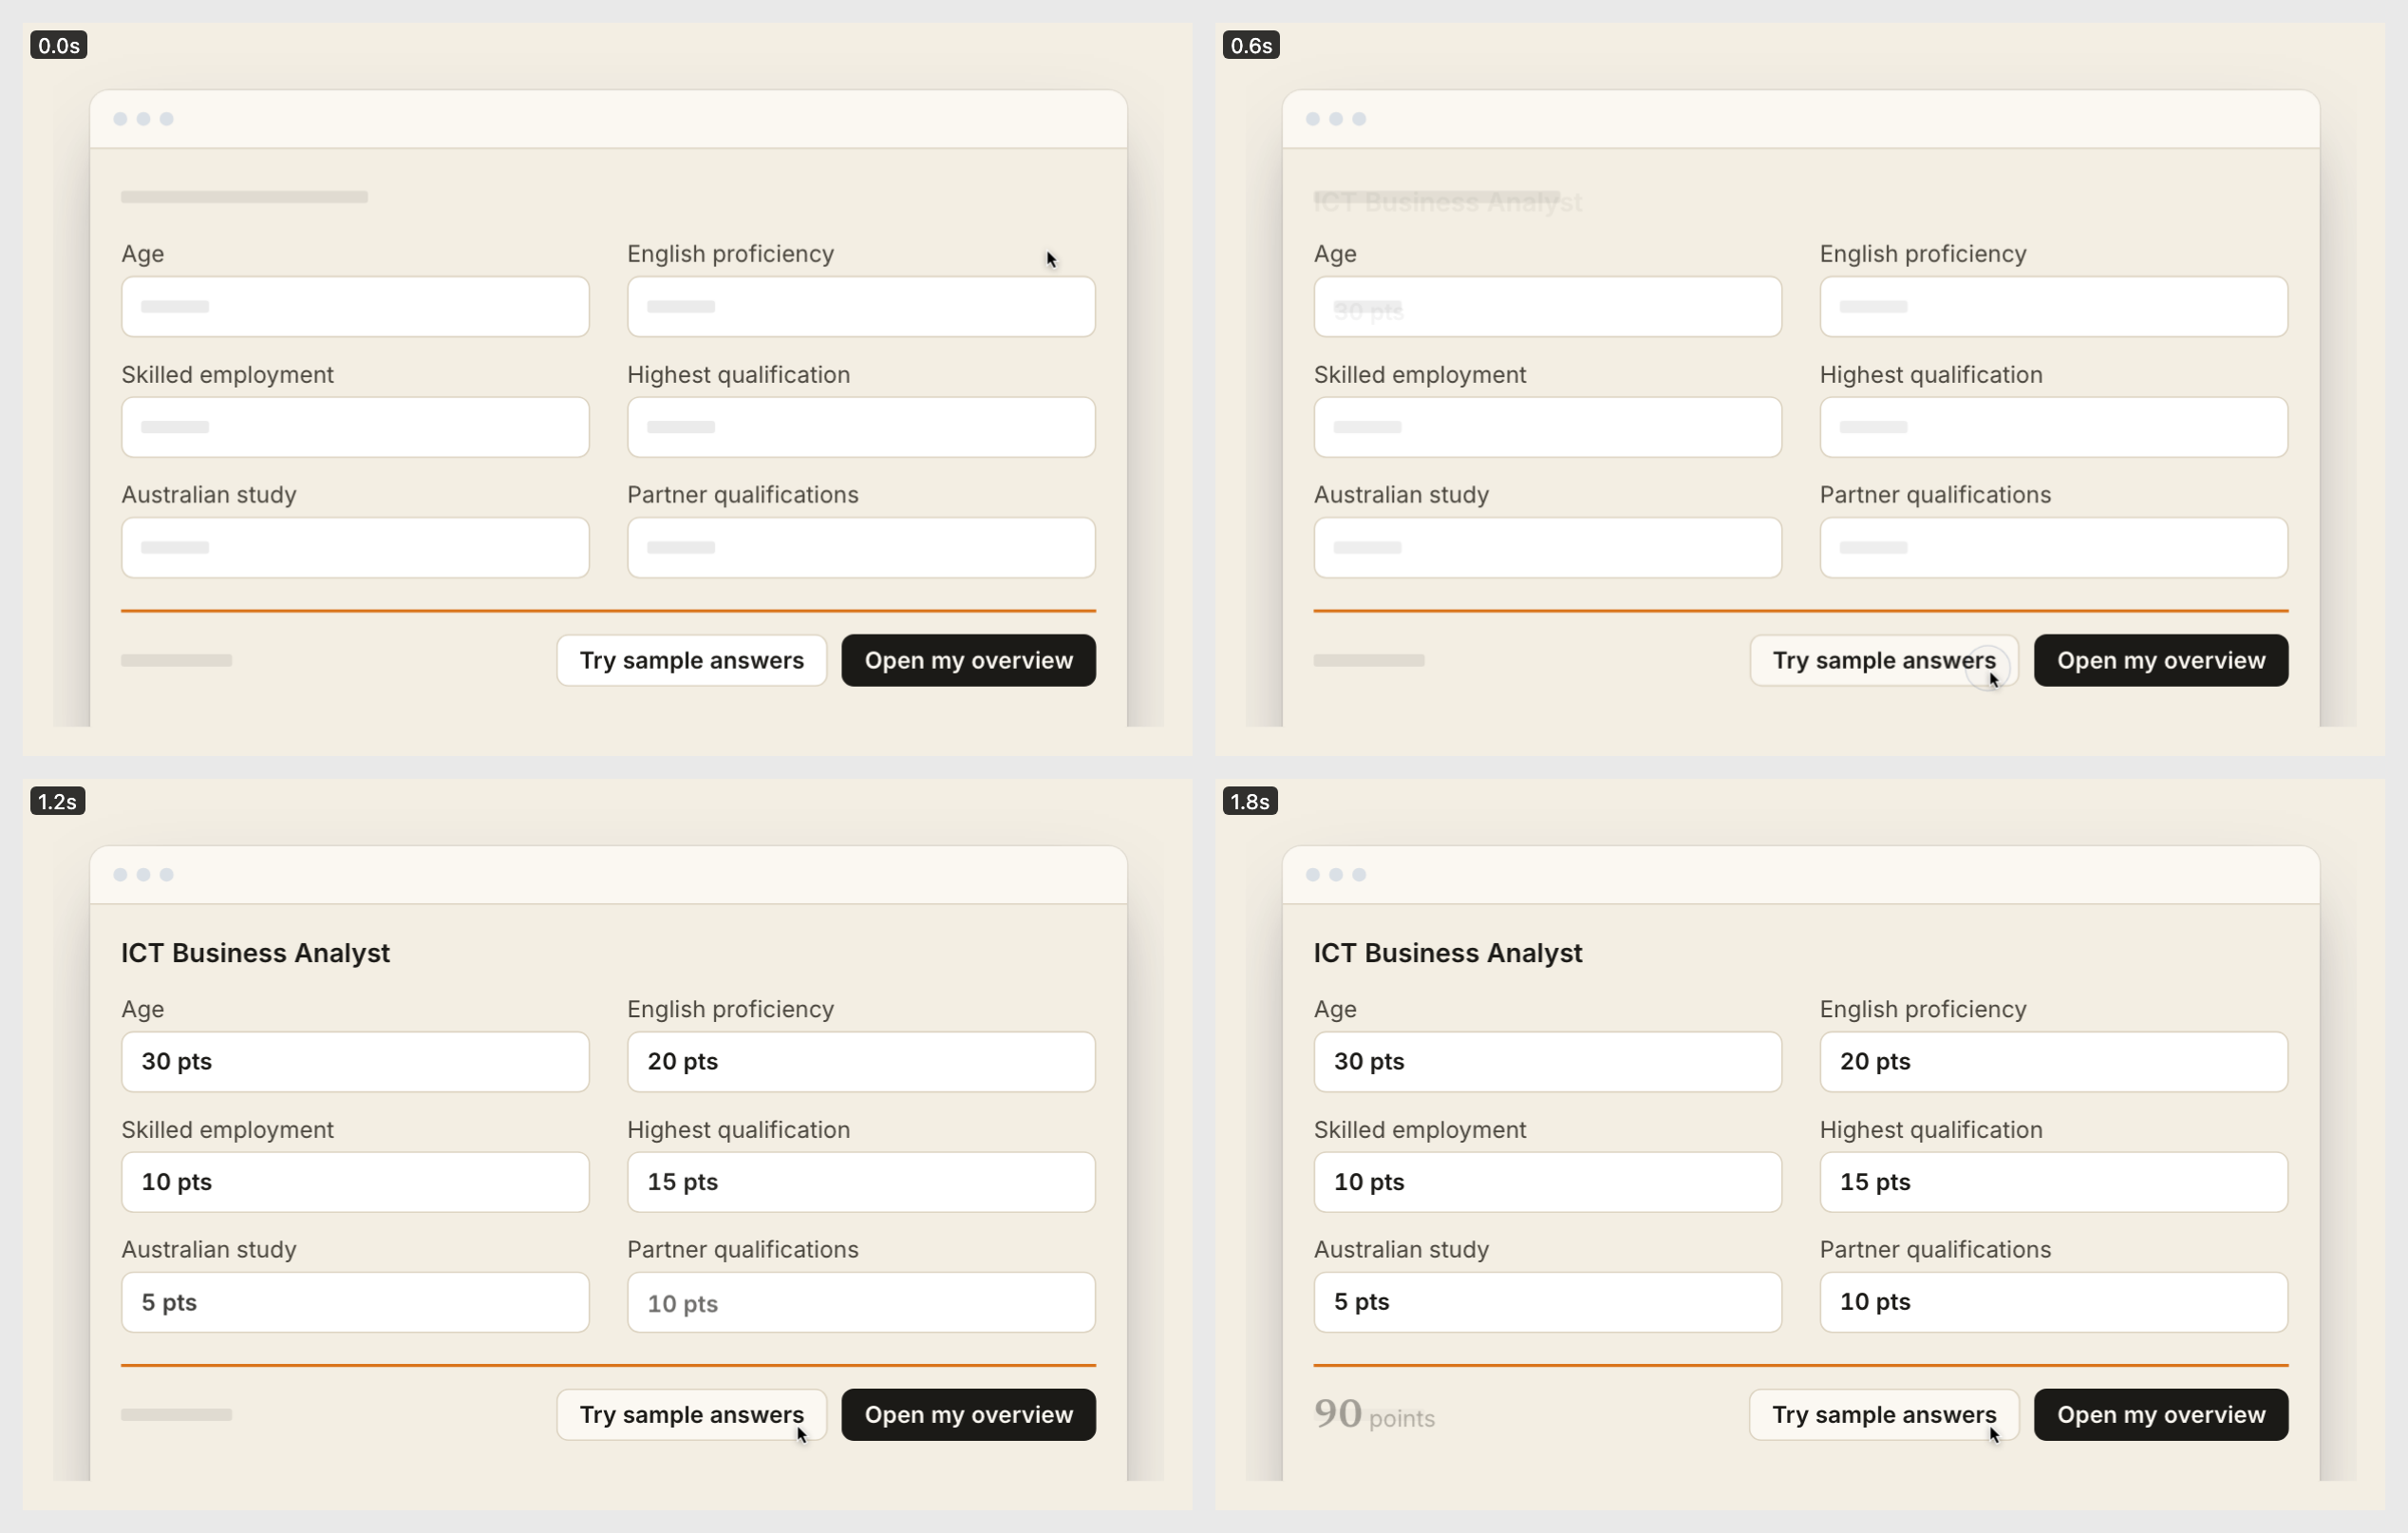 0.0s
Age English proficiency
Skilled employment Highest qualification
Australian study Partner qualifications
Try sample answers Open my overview
0.6s
ICT Business Analyst
Age English proficiency
30 pts
Skilled employment Highest qualification
Australian study Partner qualifications
Try sample answers Open my overview
1.2s
ICT Business Analyst
Age English proficiency
30 pts 20 pts
Skilled employment Highest qualification
10 pts 15 pts
Australian study Partner qualifications
5 pts 10 pts
Try sample answers Open my overview
1.8s
ICT Business Analyst
Age English proficiency
30 pts 20 pts
Skilled employment Highest qualification
10 pts 15 pts
Australian study Partner qualifications
5 pts 10 pts
90 points Try sample answers Open my overview